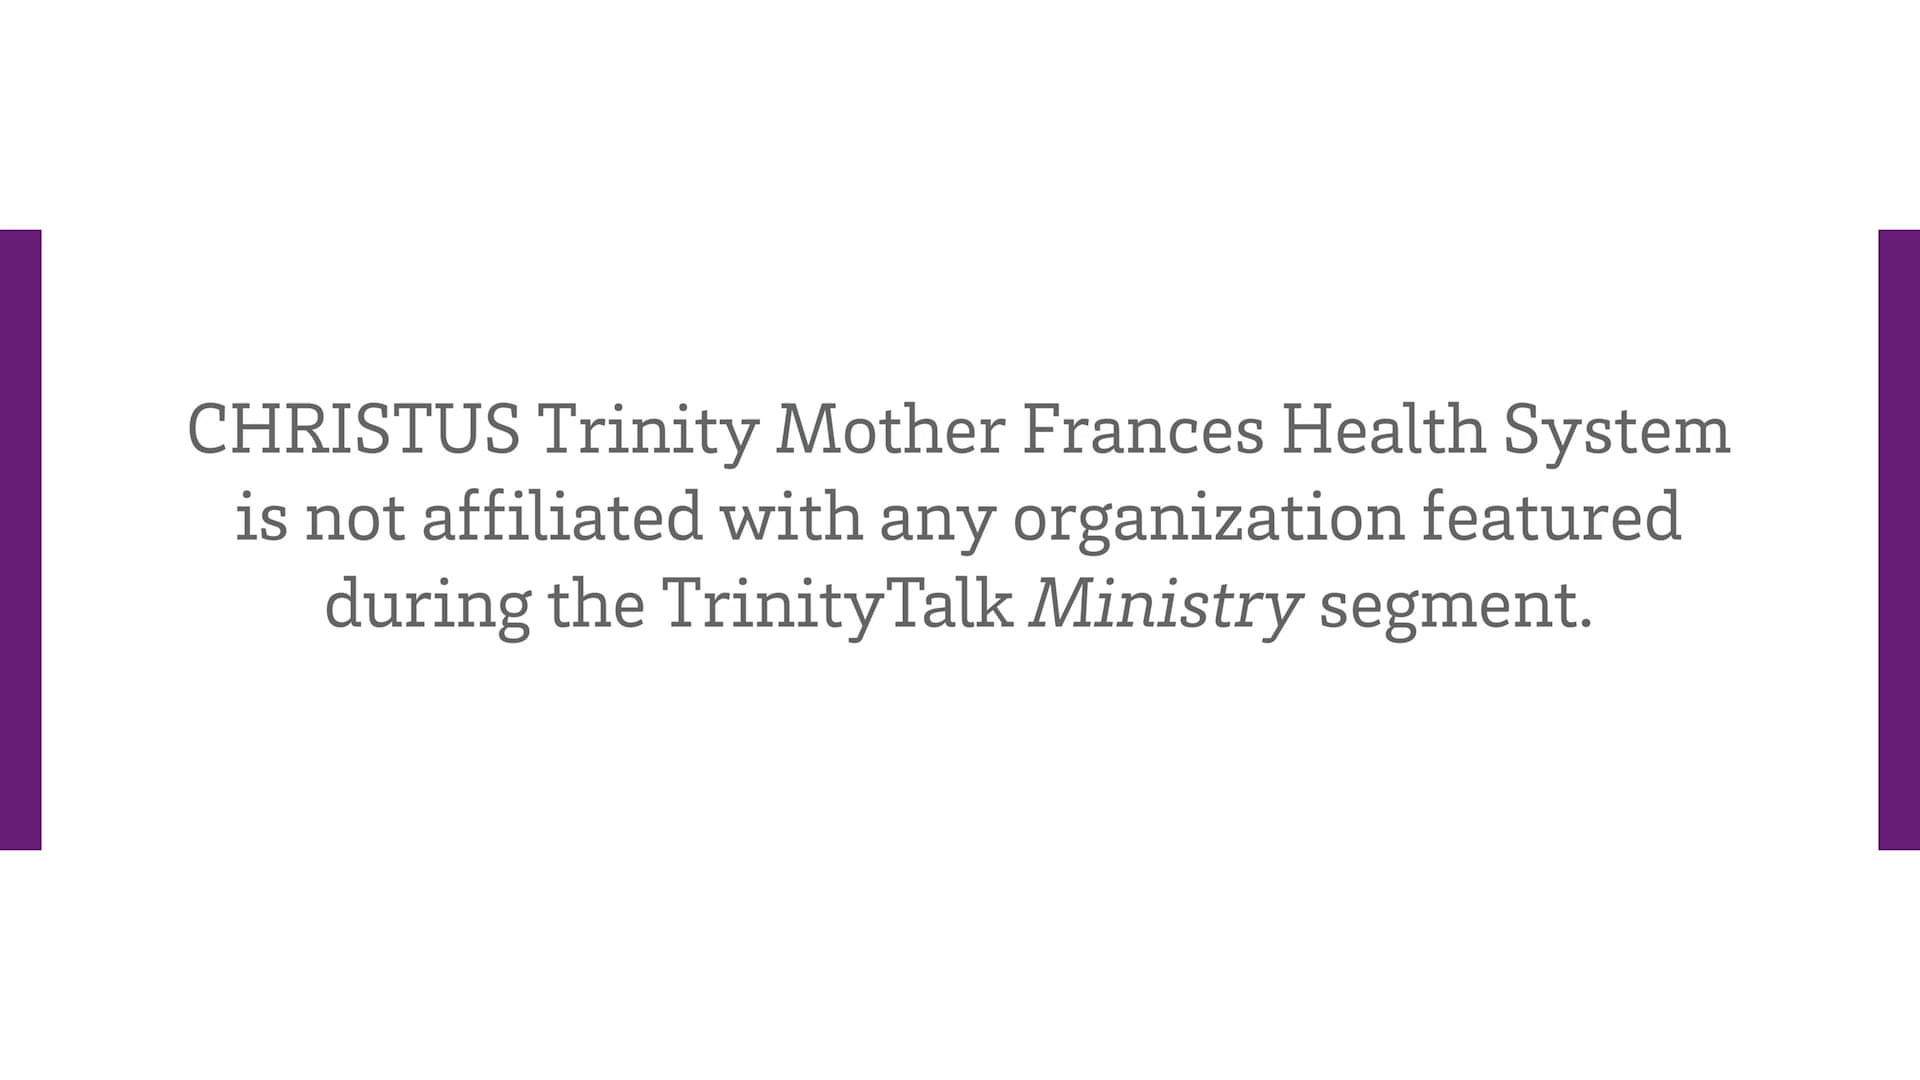 CHRISTUS Trinity Mother Frances Health System
is not affiliated with any organization featured
during the TrinityTalk Ministry segment.